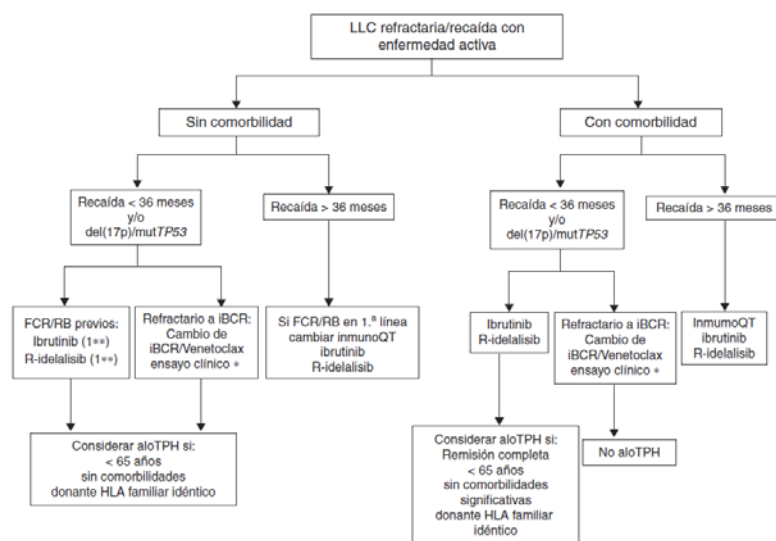 LLC refractaria/recaída con
enfermedad activa
Sin comorbilidad
Con comorbilidad
Recaída < 36 meses
y/o
del(17p)/mutTP53
Recaída > 36 meses
Recaída < 36 meses
y/o
del(17p)/mutTP53
Recaída > 36 meses
FCR/RB previos:
Ibrutinib (1**)
R-idelalisib (1**)
Refractario a iBCR:
Cambio de
iBCR/Venetoclax
ensayo clínico *
Si FCR/RB en 1.ª línea
cambiar inmunoQT
ibrutinib
R-idelalisib
Ibrutinib
R-idelalisib
Refractario a iBCR:
Cambio de
iBCR/Venetoclax
ensayo clínico *
InmumoQT
ibrutinib
R-idelalisib
Considerar aloTPH si:
< 65 años
sin comorbilidades
donante HLA familiar idéntico
Considerar aloTPH si:
Remisión completa
< 65 años
sin comorbilidades
significativas
donante HLA familiar
idéntico
No aloTPH